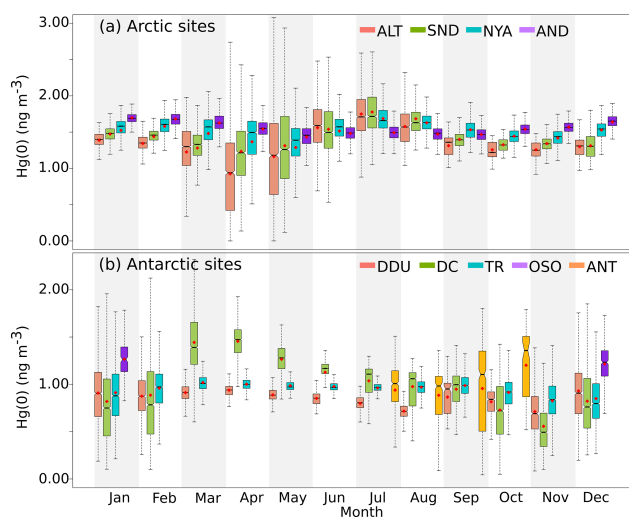 (a) Arctic sites
ALT SND NYA AND
Hg(0) (ng m⁻³)
3.00
2.00
1.00
0.00
(b) Antarctic sites
DDU DC TR OSO ANT
Hg(0) (ng m⁻³)
2.00
1.00
0.00
Jan Feb Mar Apr May Jun Jul Aug Sep Oct Nov Dec
Month